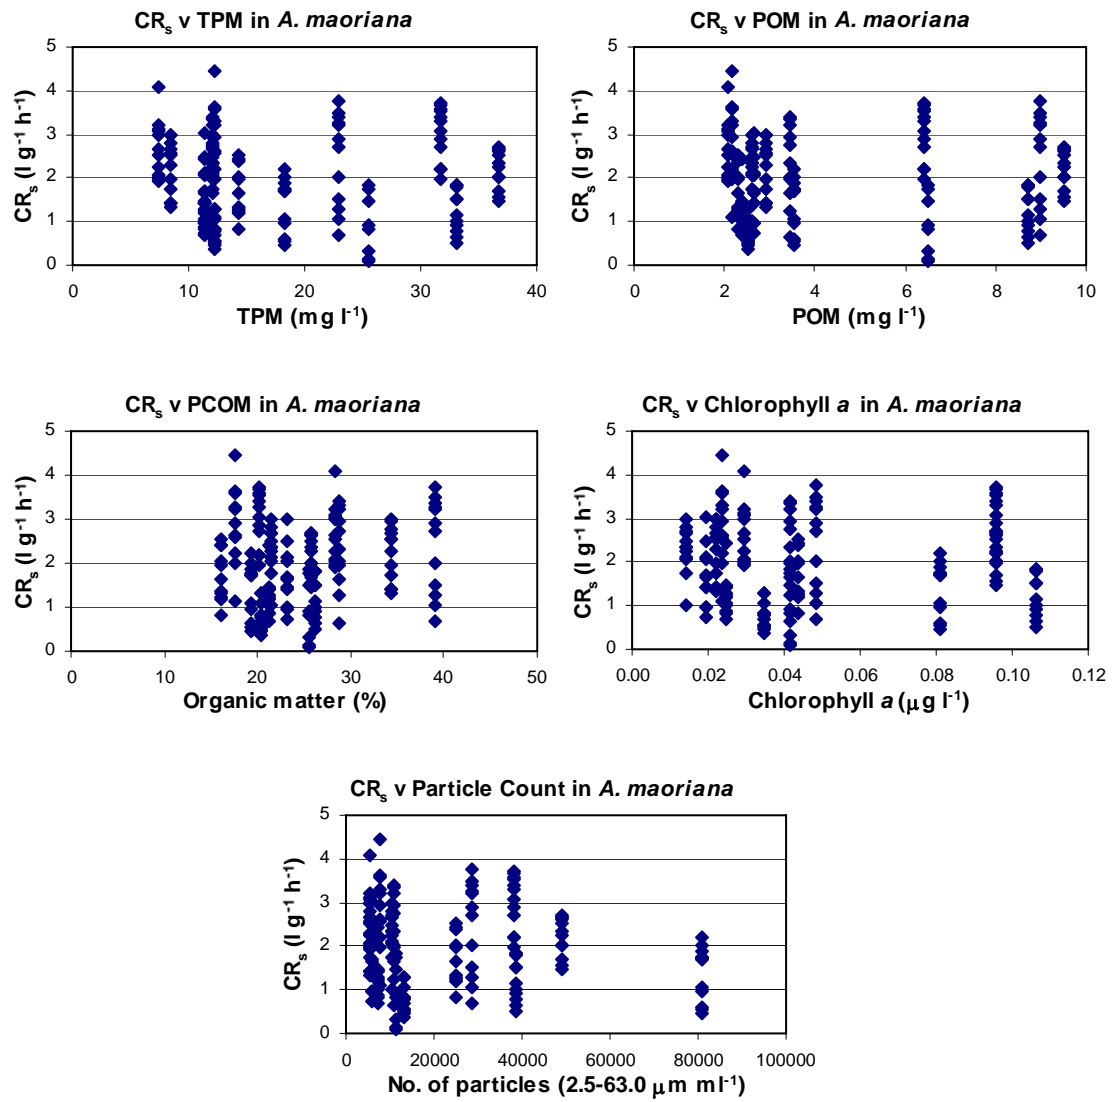 CRs v TPM in A. maoriana
CRs v POM in A. maoriana
5
4
3
2
1
0
CRs (l g-1 h-1)
0 10 20 30 40
TPM (mg l-1)
5
4
3
2
1
0
CRs (l g-1 h-1)
0 2 4 6 8 10
POM (mg l-1)
CRs v PCOM in A. maoriana
CRs v Chlorophyll a in A. maoriana
5
4
3
2
1
0
CRs (l g-1 h-1)
0 10 20 30 40 50
Organic matter (%)
5
4
3
2
1
0
CRs (l g-1 h-1)
0.00 0.02 0.04 0.06 0.08 0.10 0.12
Chlorophyll a (µg l-1)
CRs v Particle Count in A. maoriana
5
4
3
2
1
0
CRs (l g-1 h-1)
0 20000 40000 60000 80000 100000
No. of particles (2.5-63.0 µm ml-1)